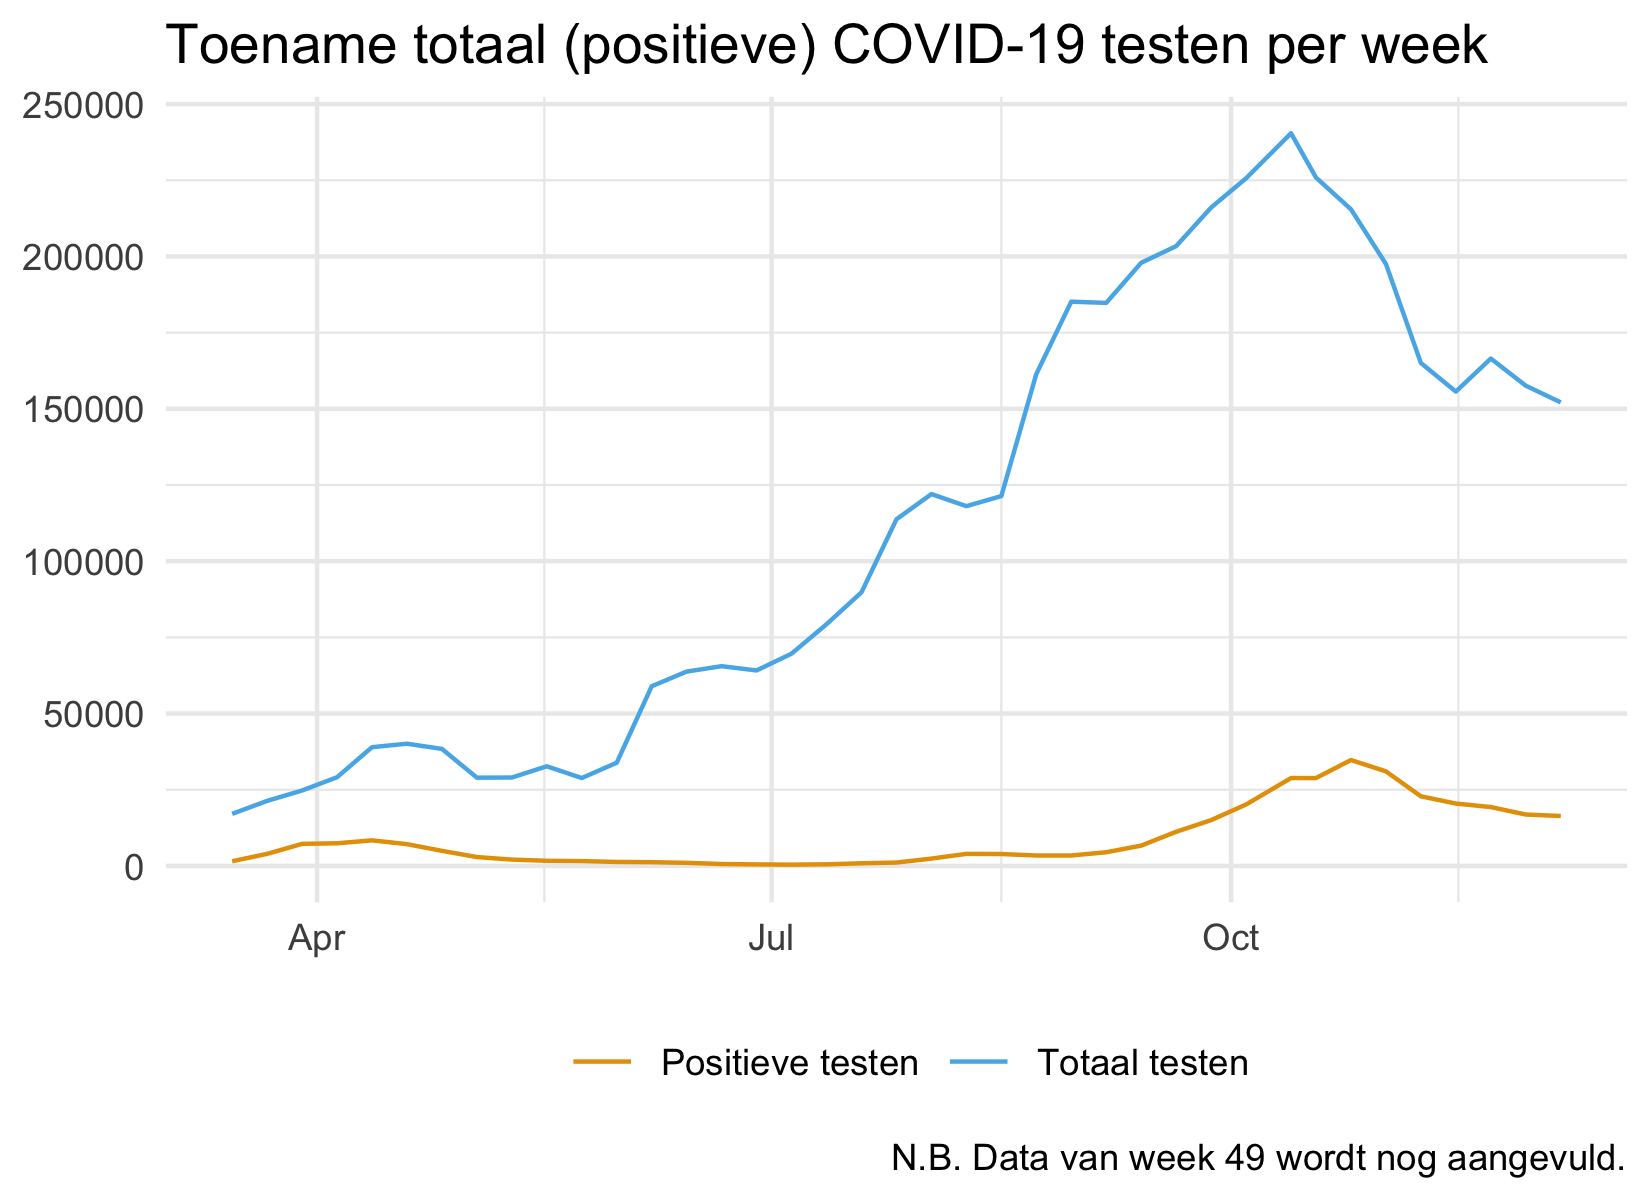 Toename totaal (positieve) COVID-19 testen per week
250000
200000
150000
100000
50000
0
Apr Jul Oct
Positieve testen Totaal testen
N.B. Data van week 49 wordt nog aangevuld.